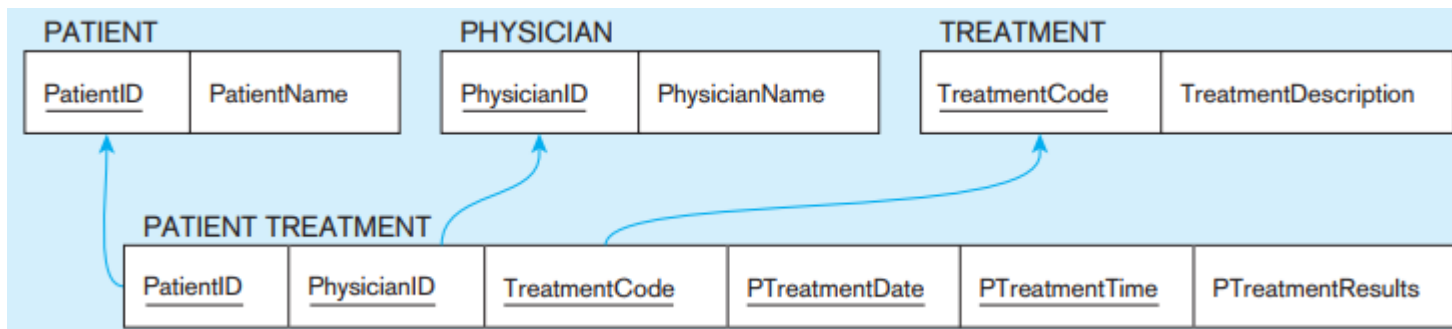 PATIENT PHYSICIAN TREATMENT
PatientID PatientName PhysicianID PhysicianName TreatmentCode TreatmentDescription
PATIENT TREATMENT
PatientID PhysicianID TreatmentCode PTreatmentDate PTreatmentTime PTreatmentResults